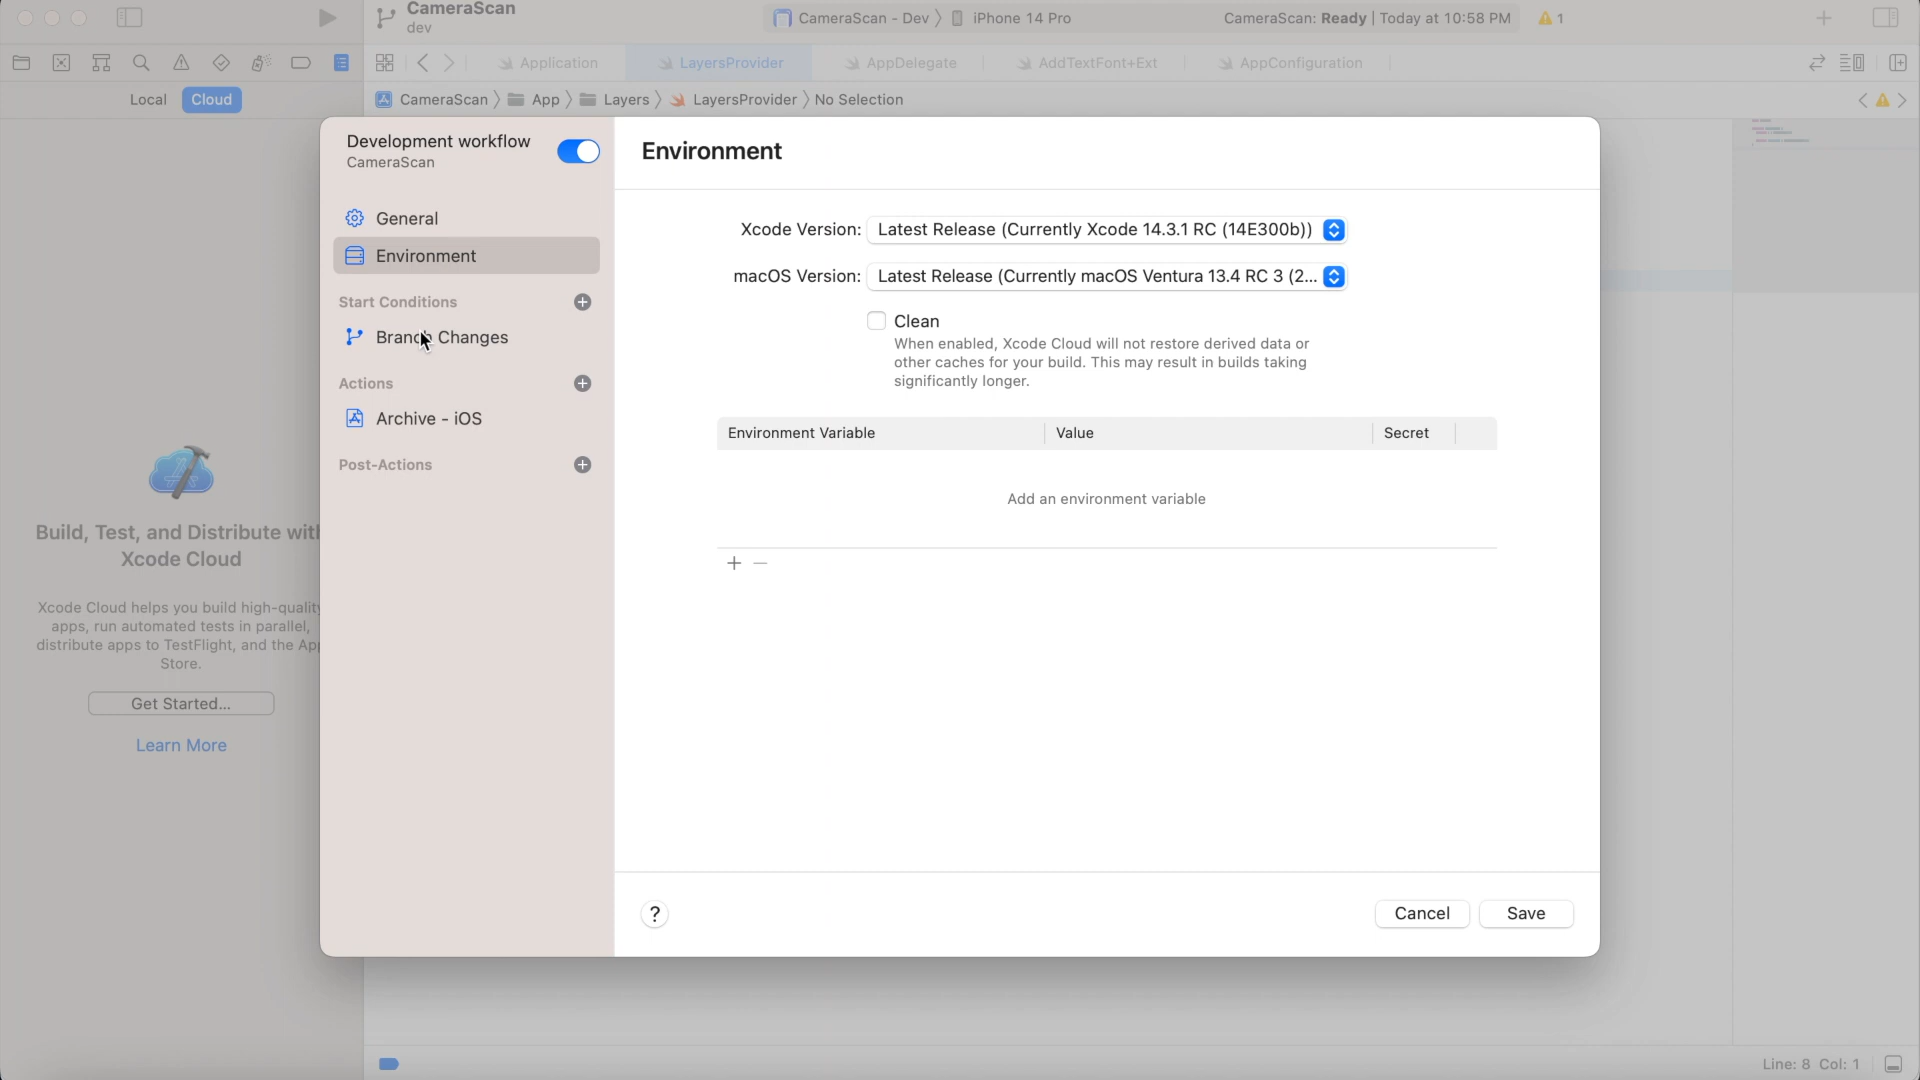 CameraScan
dev
CameraScan - Dev 〉 iPhone 14 Pro
CameraScan: Ready | Today at 10:58 PM
1
Application
LayersProvider
AppDelegate
AddTextFont+Ext
AppConfiguration
Local
Cloud
CameraScan 〉 App 〉 Layers 〉 LayersProvider 〉 No Selection
Build, Test, and Distribute with
Xcode Cloud
Xcode Cloud helps you build high-quality
apps, run automated tests in parallel,
distribute apps to TestFlight, and the App
Store.
Get Started...
Learn More
Development workflow
CameraScan
General
Environment
Start Conditions
Branch Changes
Actions
Archive - iOS
Post-Actions
Environment
Xcode Version: Latest Release (Currently Xcode 14.3.1 RC (14E300b))
macOS Version: Latest Release (Currently macOS Ventura 13.4 RC 3 (2...
Clean
When enabled, Xcode Cloud will not restore derived data or
other caches for your build. This may result in builds taking
significantly longer.
Environment Variable Value Secret
Add an environment variable
+ −
?
Cancel
Save
Line: 8 Col: 1